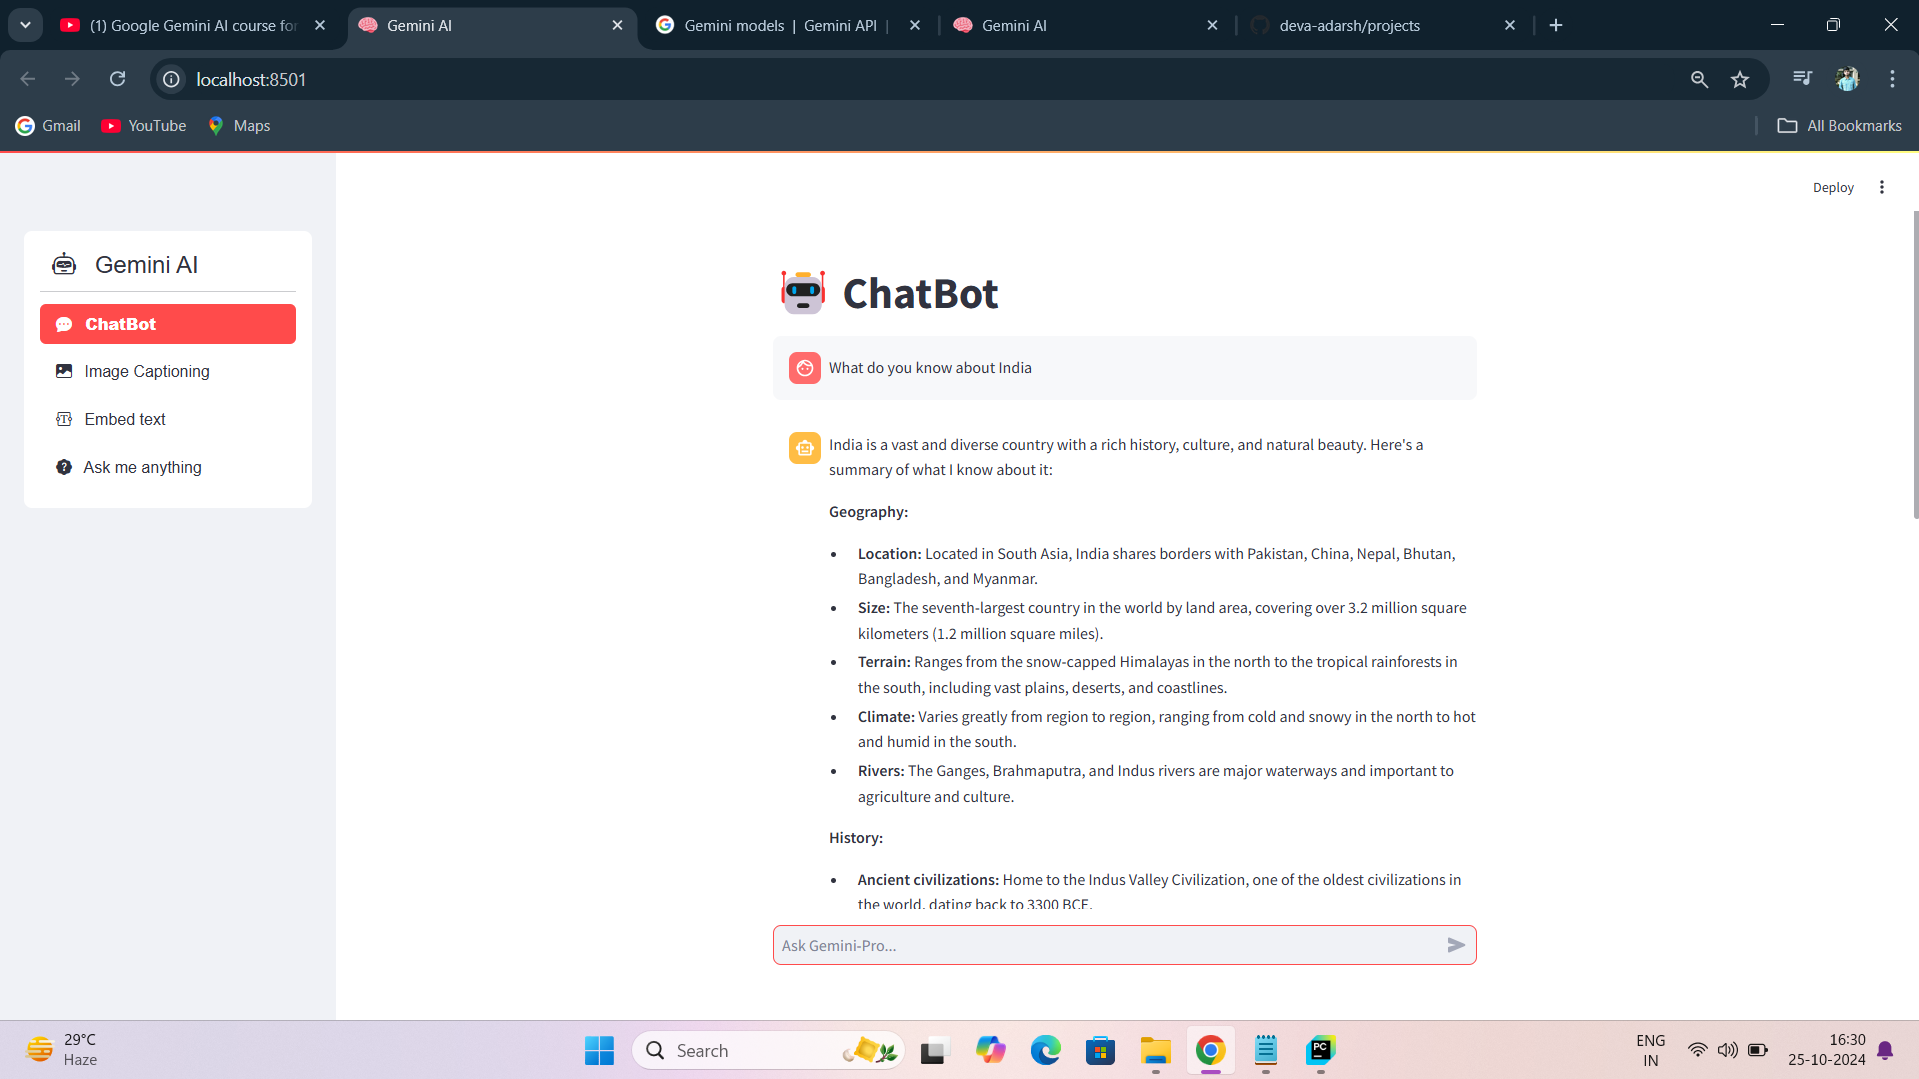 (1) Google Gemini AI course for
Gemini AI
Gemini models | Gemini API |
Gemini AI
deva-adarsh/projects
localhost:8501
Gmail
YouTube
Maps
All Bookmarks
Deploy
Gemini AI
ChatBot
Image Captioning
Embed text
Ask me anything
ChatBot
What do you know about India
India is a vast and diverse country with a rich history, culture, and natural beauty. Here's a
summary of what I know about it:
Geography:
• Location: Located in South Asia, India shares borders with Pakistan, China, Nepal, Bhutan,
Bangladesh, and Myanmar.
• Size: The seventh-largest country in the world by land area, covering over 3.2 million square
kilometers (1.2 million square miles).
• Terrain: Ranges from the snow-capped Himalayas in the north to the tropical rainforests in
the south, including vast plains, deserts, and coastlines.
• Climate: Varies greatly from region to region, ranging from cold and snowy in the north to hot
and humid in the south.
• Rivers: The Ganges, Brahmaputra, and Indus rivers are major waterways and important to
agriculture and culture.
History:
• Ancient civilizations: Home to the Indus Valley Civilization, one of the oldest civilizations in
the world, dating back to 3300 BCE.
Ask Gemini-Pro...
29°C
Haze
Search
PC
ENG
IN
16:30
25-10-2024